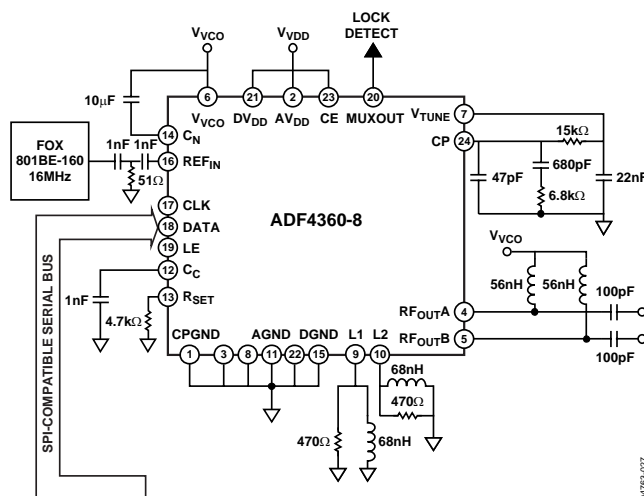 LOCK
DETECT
VVCO
VVDD
10µF
6
21
2
23
20
VVCO
DVDD
AVDD
CE
MUXOUT
VTUNE
7
CP
24
15kΩ
47pF
680pF
22nF
6.8kΩ
FOX
801BE-160
16MHz
1nF
1nF
51Ω
14
CN
16
REFIN
17
CLK
18
DATA
19
LE
12
CC
13
RSET
ADF4360-8
VVCO
56nH
56nH
100pF
RFOUTA
4
RFOUTB
5
100pF
1nF
4.7kΩ
SPI-COMPATIBLE SERIAL BUS
CPGND
AGND
DGND
L1
L2
1
3
8
11
22
15
9
10
68nH
470Ω
470Ω
68nH